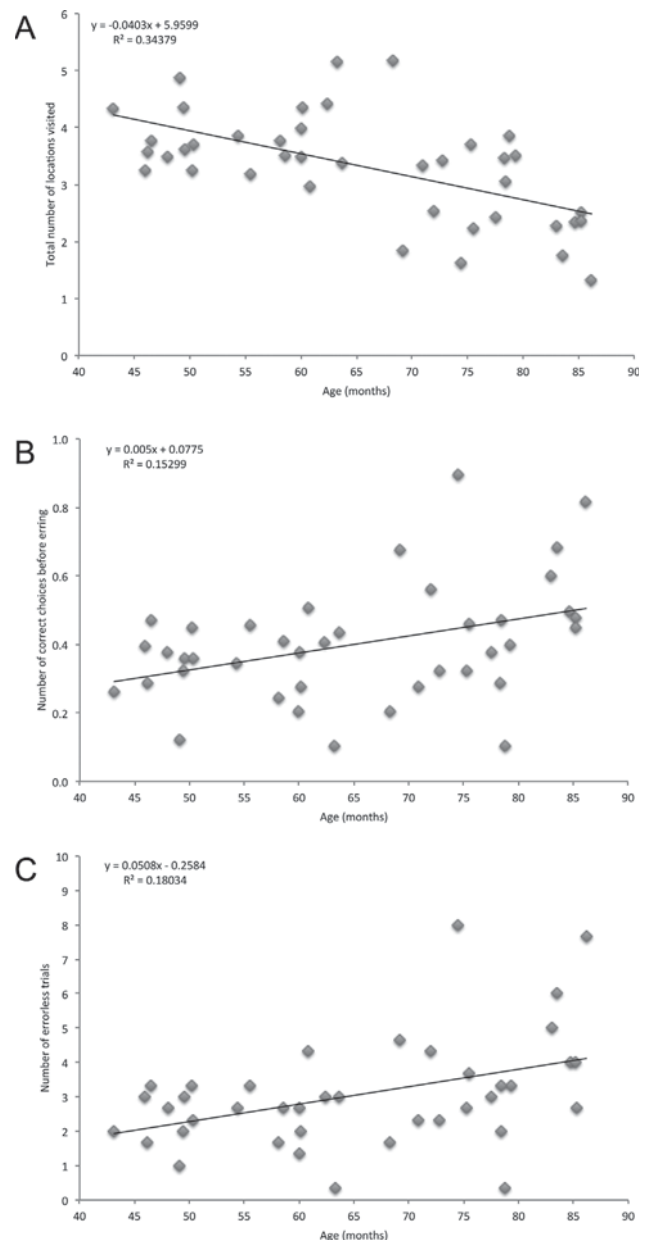 A
y = -0.0403x + 5.9599
R² = 0.34379
6
5
4
3
2
1
0
Total number of locations visited
40 45 50 55 60 65 70 75 80 85 90
Age (months)
B
y = 0.005x + 0.0775
R² = 0.15299
1.0
0.8
0.6
0.4
0.2
0.0
Number of correct choices before erring
40 45 50 55 60 65 70 75 80 85 90
Age (months)
C
y = 0.0508x - 0.2584
R² = 0.18034
10
9
8
7
6
5
4
3
2
1
0
Number of errorless trials
40 45 50 55 60 65 70 75 80 85 90
Age (months)